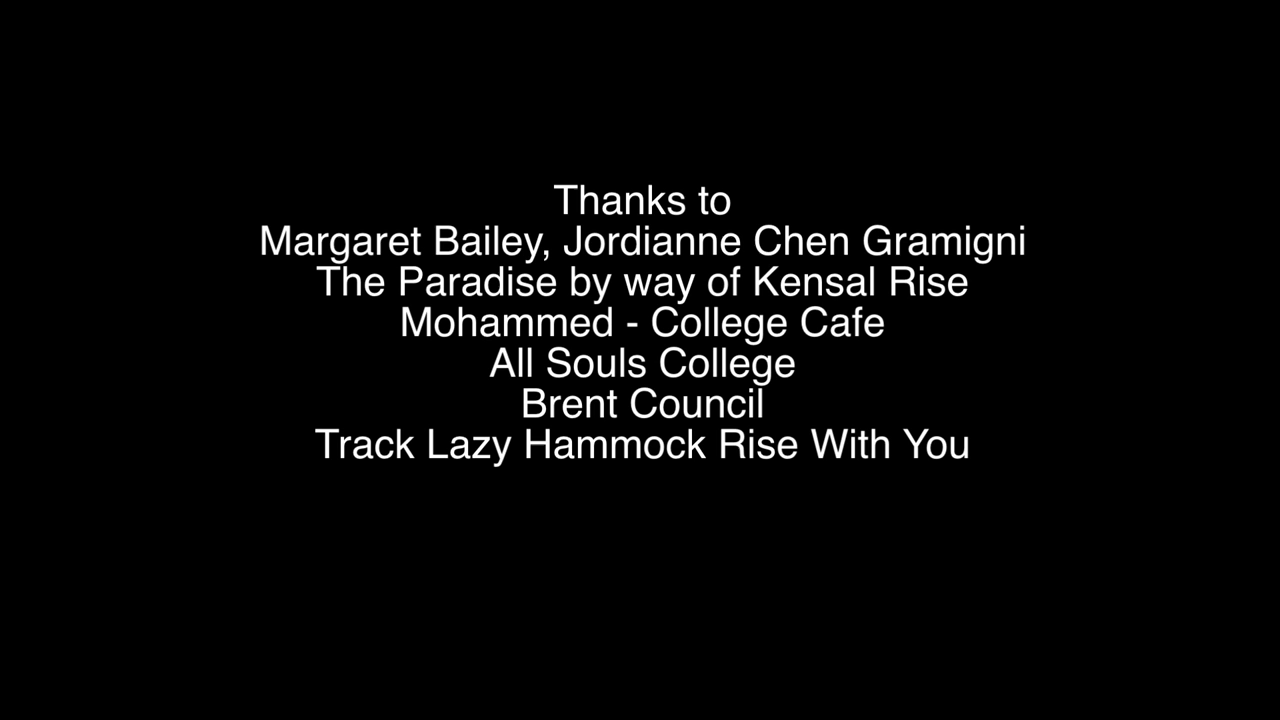 Thanks to
Margaret Bailey, Jordianne Chen Gramigni
The Paradise by way of Kensal Rise
Mohammed - College Cafe
All Souls College
Brent Council
Track Lazy Hammock Rise With You